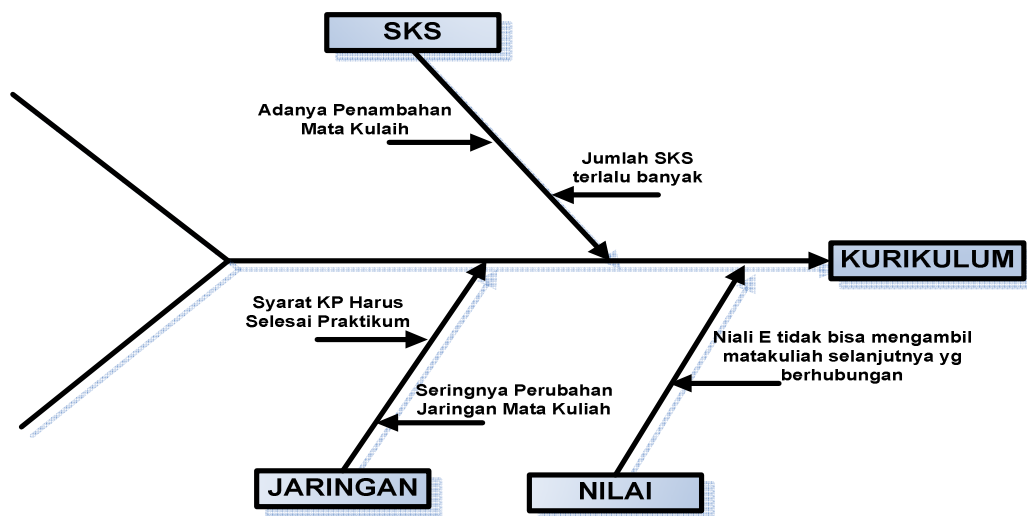 SKS
Adanya Penambahan
Mata Kulaih
Jumlah SKS
terlalu banyak
KURIKULUM
Syarat KP Harus
Selesai Praktikum
Niali E tidak bisa mengambil
matakuliah selanjutnya yg
berhubungan
Seringnya Perubahan
Jaringan Mata Kuliah
JARINGAN
NILAI